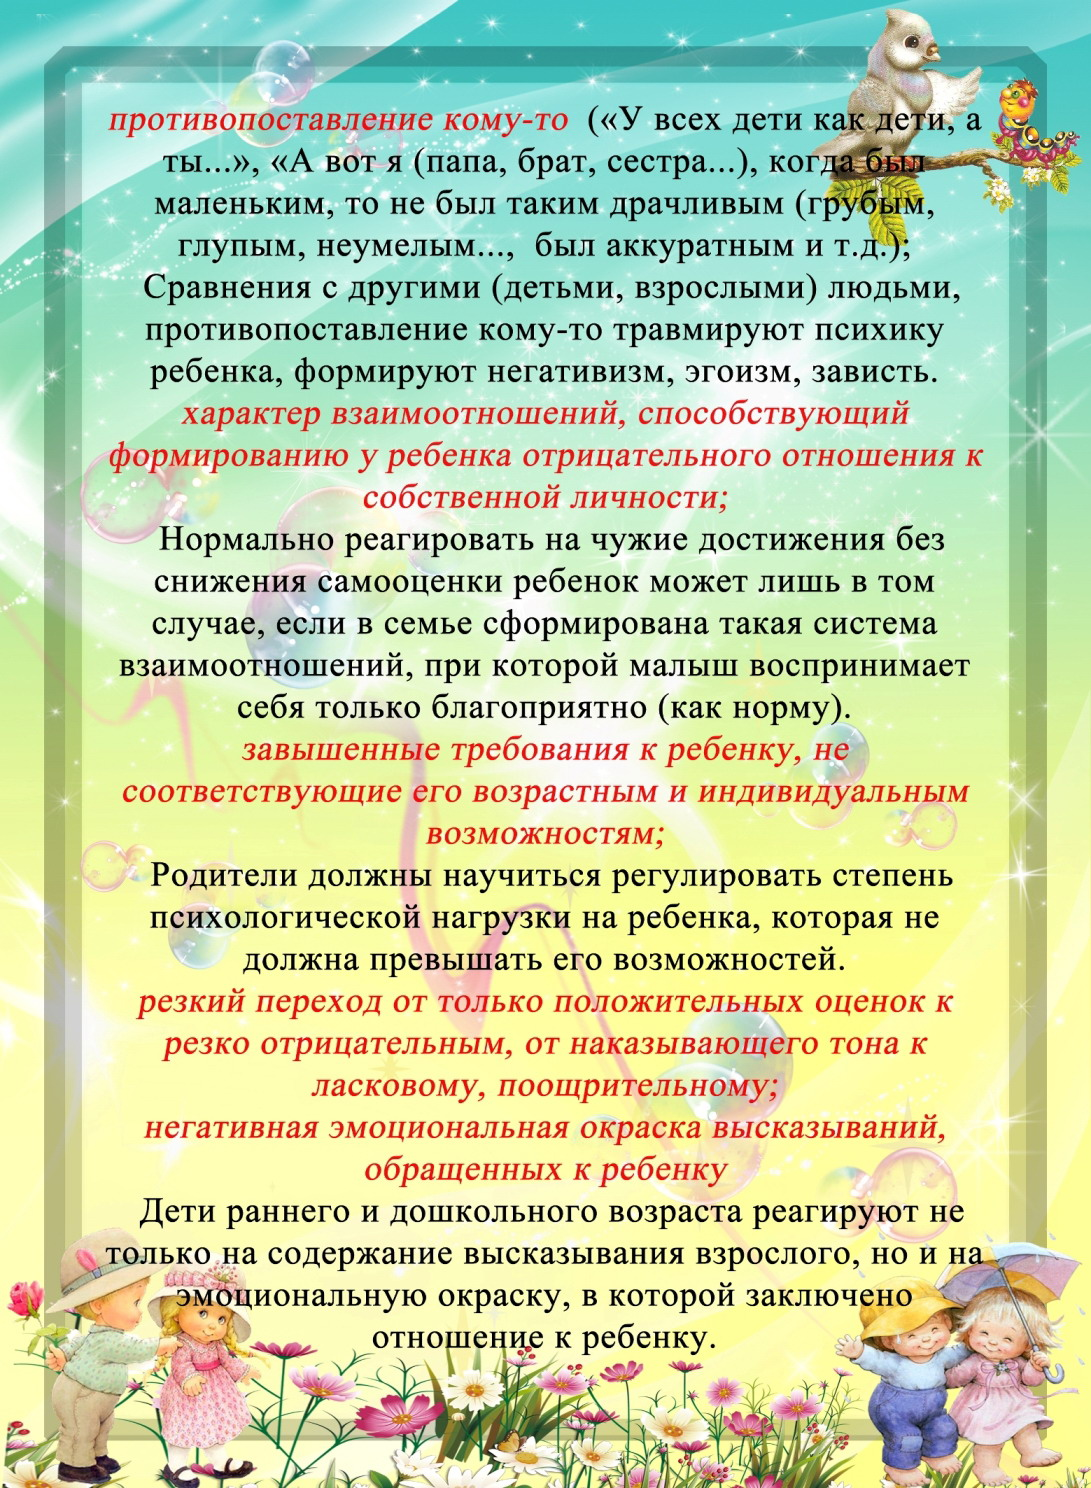 противопоставление кому-то («У всех дети как дети, а
ты...», «А вот я (папа, брат, сестра...), когда был
маленьким, то не был таким драчливым (грубым,
глупым, неумелым..., был аккуратным и т.д.);
Сравнения с другими (детьми, взрослыми) людьми,
противопоставление кому-то травмируют психику
ребенка, формируют негативизм, эгоизм, зависть.
характер взаимоотношений, способствующий
формированию у ребенка отрицательного отношения к
собственной личности;
Нормально реагировать на чужие достижения без
снижения самооценки ребенок может лишь в том
случае, если в семье сформирована такая система
взаимоотношений, при которой малыш воспринимает
себя только благоприятно (как норму).
завышенные требования к ребенку, не
соответствующие его возрастным и индивидуальным
возможностям;
Родители должны научиться регулировать степень
психологической нагрузки на ребенка, которая не
должна превышать его возможностей.
резкий переход от только положительных оценок к
резко отрицательным, от наказывающего тона к
ласковому, поощрительному;
негативная эмоциональная окраска высказываний,
обращенных к ребенку
Дети раннего и дошкольного возраста реагируют не
только на содержание высказывания взрослого, но и на
эмоциональную окраску, в которой заключено
отношение к ребенку.